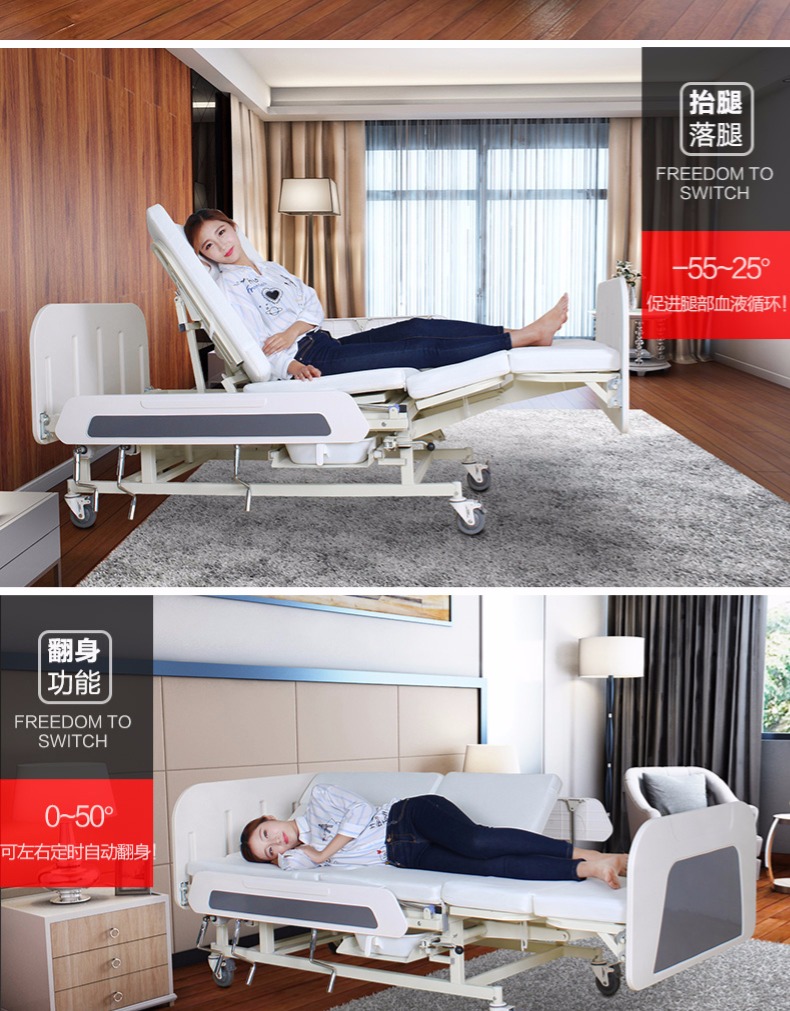 抬腿
落腿
FREEDOM TO
SWITCH
−55~25°
促进腿部血液循环!
翻身
功能
FREEDOM TO
SWITCH
0~50°
可左右定时自动翻身!